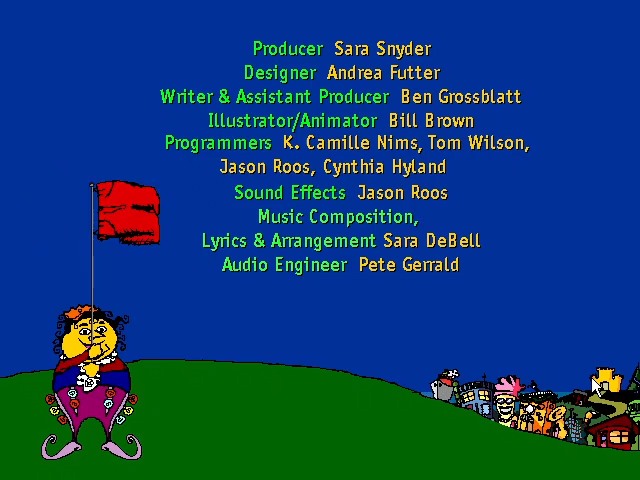 Producer Sara Snyder
Designer Andrea Futter
Writer & Assistant Producer Ben Grossblatt
Illustrator/Animator Bill Brown
Programmers K. Camille Nims, Tom Wilson,
Jason Roos, Cynthia Hyland
Sound Effects Jason Roos
Music Composition,
Lyrics & Arrangement Sara DeBell
Audio Engineer Pete Gerrald